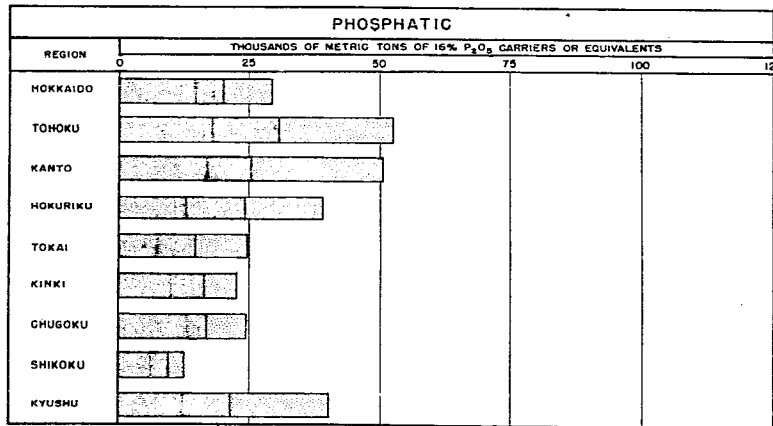 PHOSPHATIC
REGION
THOUSANDS OF METRIC TONS OF 16% P₂O₅ CARRIERS OR EQUIVALENTS
0 25 50 75 100 12
HOKKAIDO
TOHOKU
KANTO
HOKURIKU
TOKAI
KINKI
CHUGOKU
SHIKOKU
KYUSHU